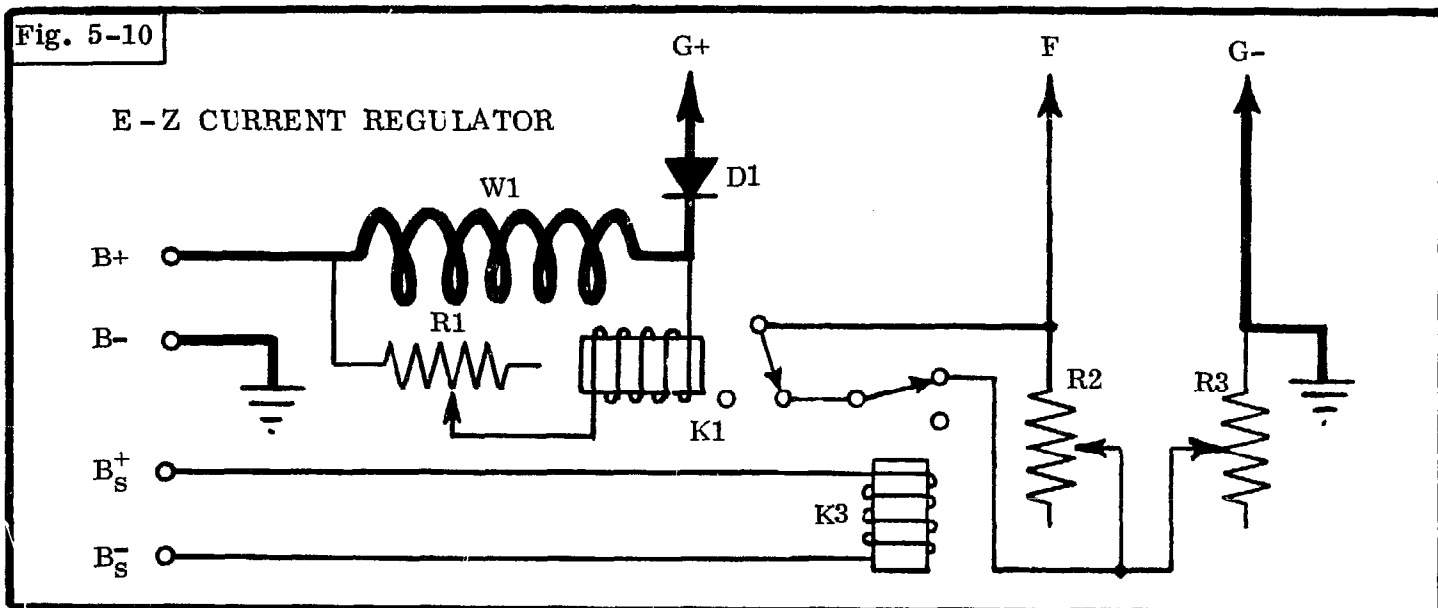 Fig. 5-10
G+
F
G-
E-Z CURRENT REGULATOR
D1
W1
B+
R1
B-
R2
R3
K1
B+S
K3
B-S